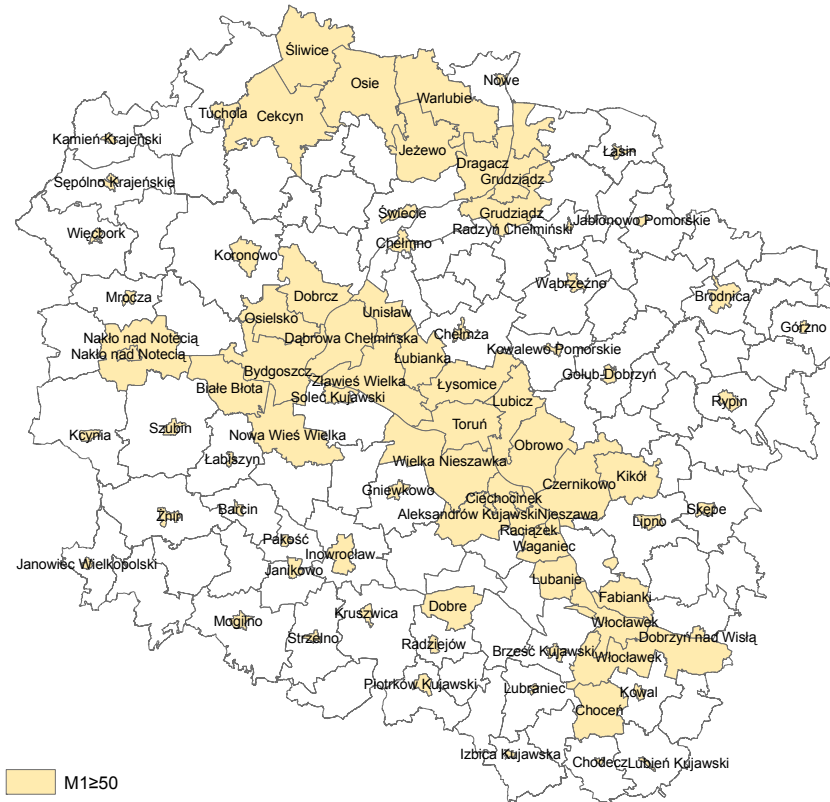 Śliwice
Osie
Nowe
Warlubie
Tuchola
Cekcyn
Kamień Krajeński
Jeżewo
Łasin
Dragacz
Grudziądz
Sępólno Krajeńskie
Świecie
Grudziądz
Jabłonowo Pomorskie
Radzyń Chełmiński
Więcbork
Chełmno
Koronowo
Wąbrzeźno
Mrocza
Dobrcz
Brodnica
Unisław
Osielsko
Górzno
Nakło nad Notecią
Dąbrowa Chełmińska
Chełmża
Nakło nad Notecią
Łubianka
Kowalewo Pomorskie
Bydgoszcz
Golub-Dobrzyń
Białe Błota
Zławieś Wielka
Łysomice
Solec Kujawski
Lubicz
Rypin
Toruń
Kcynia
Szubin
Nowa Wieś Wielka
Obrowo
Łabiszyn
Wielka Nieszawka
Kikół
Czernikowo
Gniewkowo
Ciechocinek
Żnin
Barcin
Aleksandrów Kujawski
Nieszawa
Skępe
Lipno
Raciążek
Pakość
Waganiec
Inowrocław
Janowiec Wielkopolski
Janikowo
Lubanie
Fabianki
Dobre
Mogilno
Kruszwica
Włocławek
Strzelno
Radziejów
Dobrzyń nad Wisłą
Brześć Kujawski
Włocławek
Piotrków Kujawski
Lubraniec
Kowal
Choceń
Izbica Kujawska
Chodecz
Lubień Kujawski
M1≥50